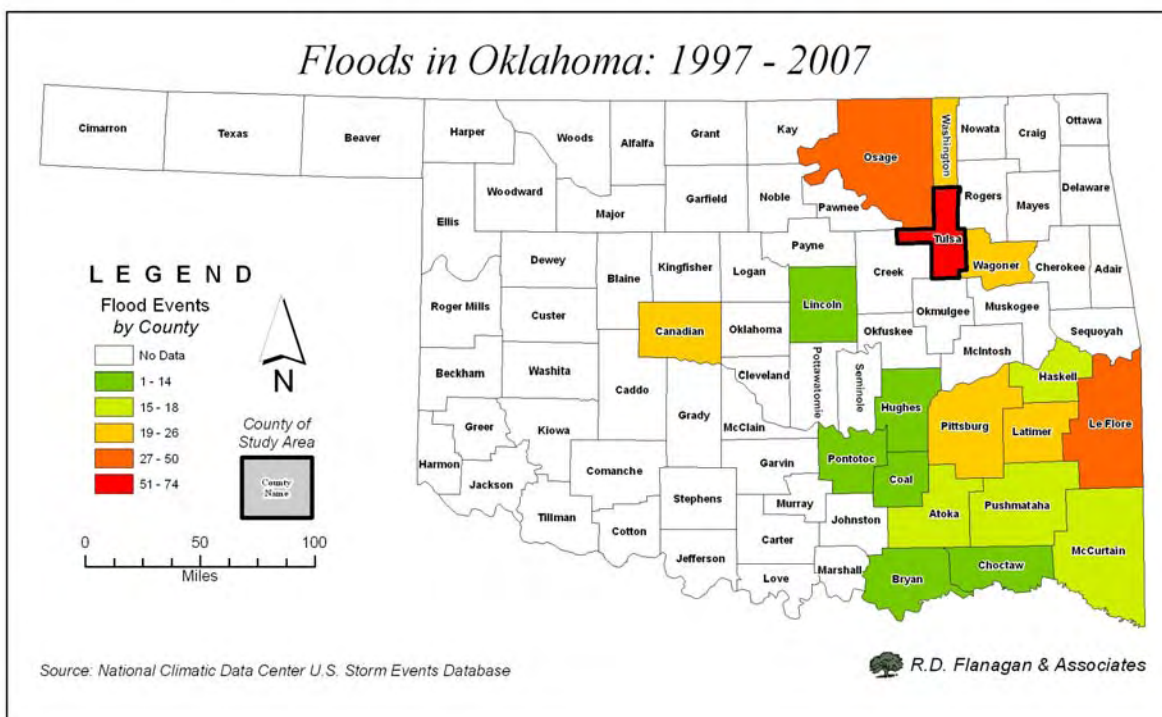 Floods in Oklahoma: 1997 - 2007
Cimarron
Texas
Beaver
Harper
Woods
Alfalfa
Grant
Kay
Osage
Washington
Nowata
Craig
Ottawa
Woodward
Ellis
Major
Garfield
Noble
Pawnee
Rogers
Mayes
Delaware
Tulsa
Payne
Dewey
Blaine
Kingfisher
Logan
Lincoln
Creek
Wagoner
Cherokee
Adair
Roger Mills
Custer
Canadian
Oklahoma
Okfuskee
Okmulgee
Muskogee
McIntosh
Sequoyah
Beckham
Washita
Caddo
Grady
Cleveland
Pottawatomie
Seminole
Hughes
Haskell
Pittsburg
Latimer
Le Flore
Greer
Kiowa
McClain
Harmon
Jackson
Comanche
Garvin
Pontotoc
Coal
Stephens
Murray
Atoka
Pushmataha
Tillman
Cotton
Johnston
Carter
McCurtain
Jefferson
Love
Marshall
Bryan
Choctaw
LEGEND
Flood Events
by County
No Data
1 - 14
15 - 18
19 - 26
27 - 50
51 - 74
N
County of
Study Area
County
Name
0 50 100
Miles
Source: National Climatic Data Center U.S. Storm Events Database
R.D. Flanagan & Associates